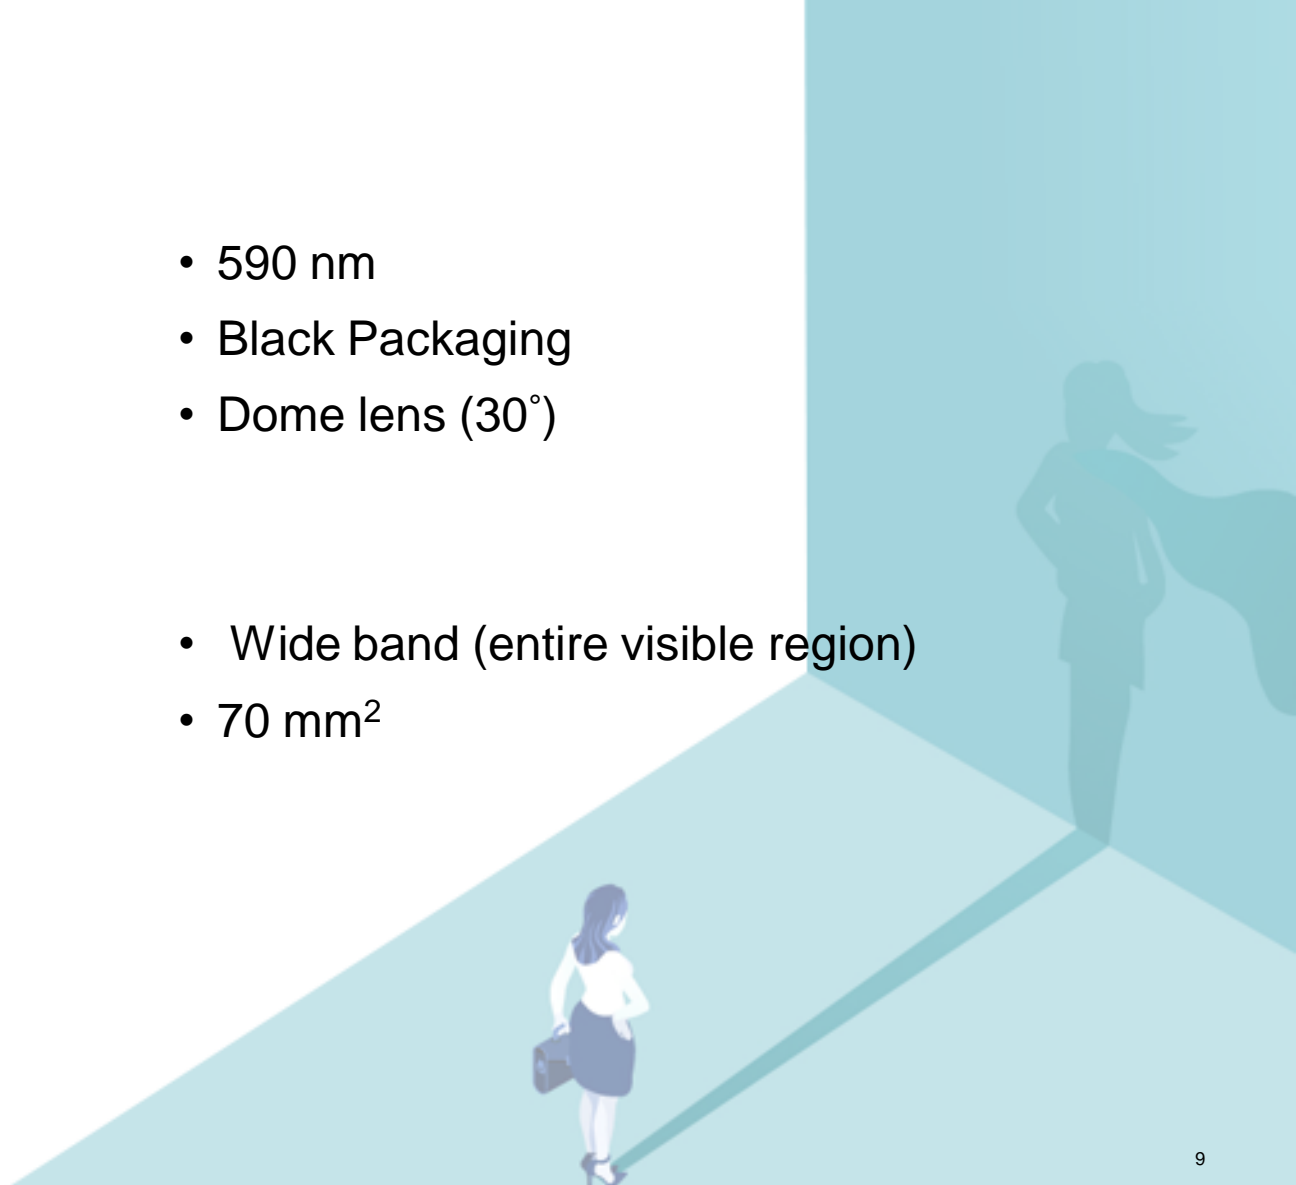 • 590 nm
• Black Packaging
• Dome lens (30°)
• Wide band (entire visible region)
• 70 mm²
9